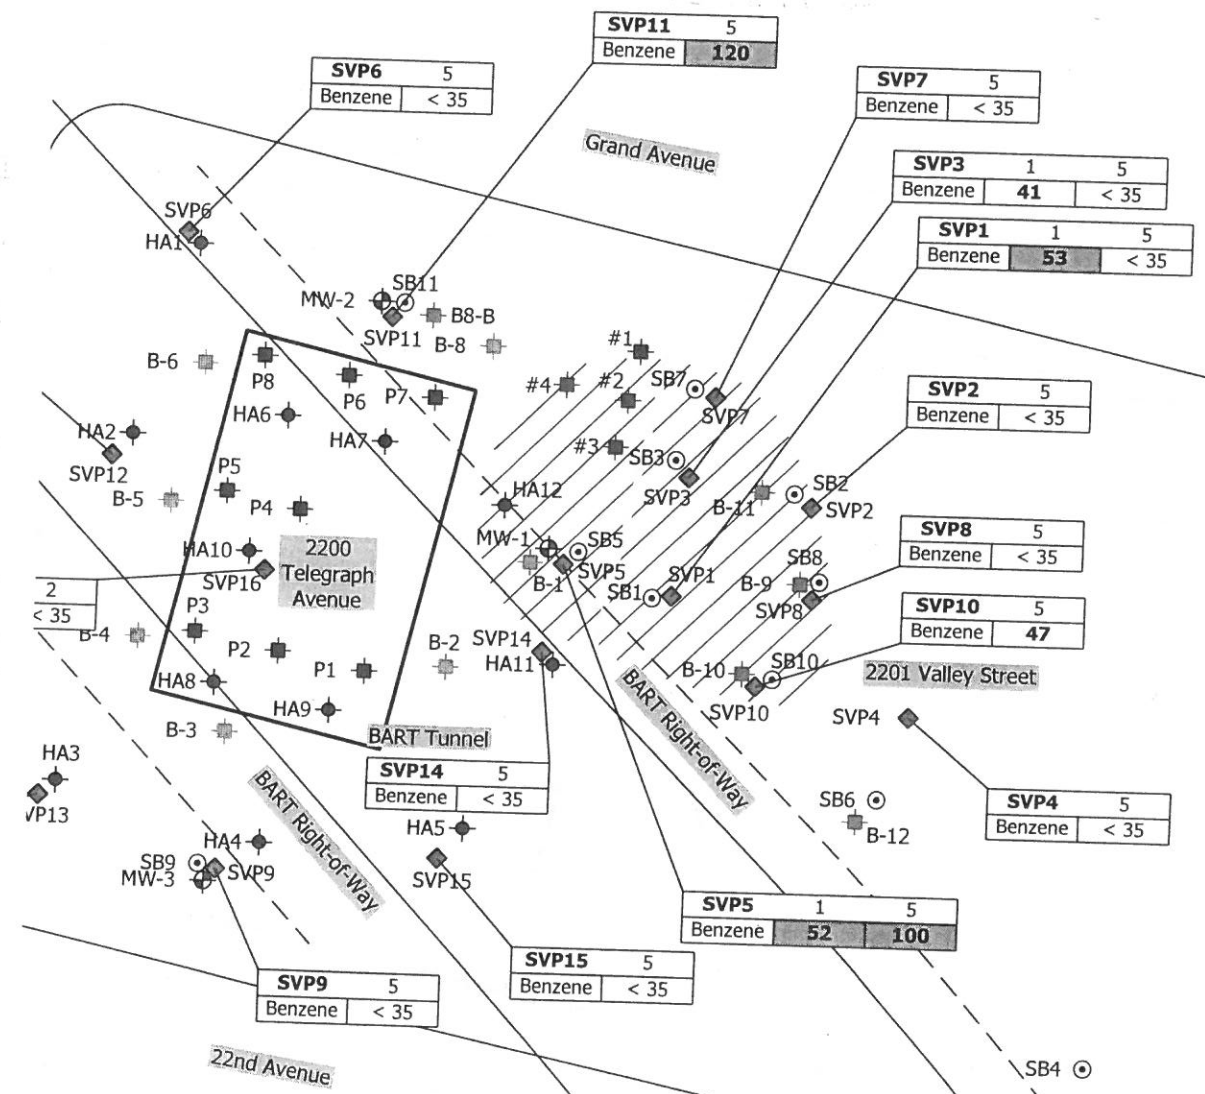 SVP11 5
Benzene 120
SVP6 5
Benzene < 35
SVP7 5
Benzene < 35
Grand Avenue
SVP3 1 5
Benzene 41 < 35
SVP1 1 5
Benzene 53 < 35
SVP6
HA1
MW-2
SB11
SVP11
B8-B
B-8
B-6
P8
P6
P7
HA6
HA7
#1
#4
#2
#3
SB7
SVP7
SB3
SVP3
SVP2 5
Benzene < 35
HA2
SVP12
B-5
P5
P4
HA12
B-11
SB2
SVP2
MW-1
SB5
B-1
SVP5
SB1
SVP1
SVP8 5
Benzene < 35
SB8
B-9
SVP8
HA10
SVP16
2200
Telegraph
Avenue
2
< 35
B-4
P3
P2
P1
HA8
HA9
B-2
SVP14
HA11
SVP10 5
Benzene 47
B-10
SB10
SVP10
2201 Valley Street
SVP4
B-3
BART Tunnel
BART Right-of-Way
HA3
VP13
BART Right-of-Way
SVP14 5
Benzene < 35
SB6
B-12
SVP4 5
Benzene < 35
HA5
SVP15
HA4
SB9
MW-3
SVP9
SVP5 1 5
Benzene 52 100
SVP15 5
Benzene < 35
SVP9 5
Benzene < 35
22nd Avenue
SB4